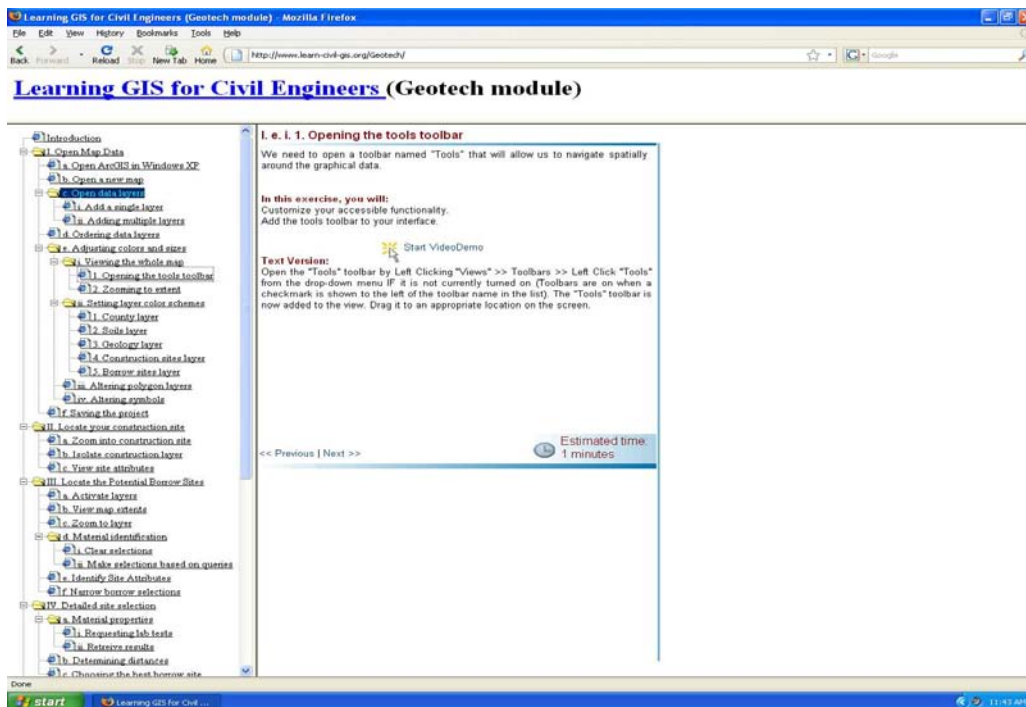 Learning GIS for Civil Engineers (Geotech module) - Mozilla Firefox
File Edit View History Bookmarks Tools Help
Back Forward Reload Stop New Tab Home http://www.learn-civil-gis.org/Geotech/ Google
Learning GIS for Civil Engineers (Geotech module)
Introduction
I. Open Map Data
a. Open ArcGIS in Windows XP
b. Open a new map
c. Open data layers
i. Add a single layer
ii. Adding multiple layers
d. Ordering data layers
e. Adjusting colors and sizes
i. Viewing the whole map
1. Opening the tools toolbar
2. Zooming to extent
ii. Setting layer color schemes
1. County layer
2. Soils layer
3. Geology layer
4. Construction sites layer
5. Borrow sites layer
iii. Altering polygon layers
iv. Altering symbols
f. Saving the project
II. Locate your construction site
a. Zoom into construction site
b. Isolate construction layer
c. View site attributes
III. Locate the Potential Borrow Sites
a. Activate layers
b. View map extents
c. Zoom to layer
d. Material identification
i. Clear selections
ii. Make selections based on queries
e. Identify Site Attributes
f. Narrow borrow selections
IV. Detailed site selection
a. Material properties
i. Requesting lab tests
ii. Retreive results
b. Determining distances
c. Choosing the best borrow site
I. e. i. 1. Opening the tools toolbar
We need to open a toolbar named "Tools" that will allow us to navigate spatially
around the graphical data.
In this exercise, you will:
Customize your accessible functionality.
Add the tools toolbar to your interface.
Start VideoDemo
Text Version:
Open the "Tools" toolbar by Left Clicking "Views" >> Toolbars >> Left Click "Tools"
from the drop-down menu IF it is not currently turned on (Toolbars are on when a
checkmark is shown to the left of the toolbar name in the list). The "Tools" toolbar is
now added to the view. Drag it to an appropriate location on the screen.
<< Previous | Next >>
Estimated time:
1 minutes
Done
start Learning GIS for Civil ... 11:43 AM